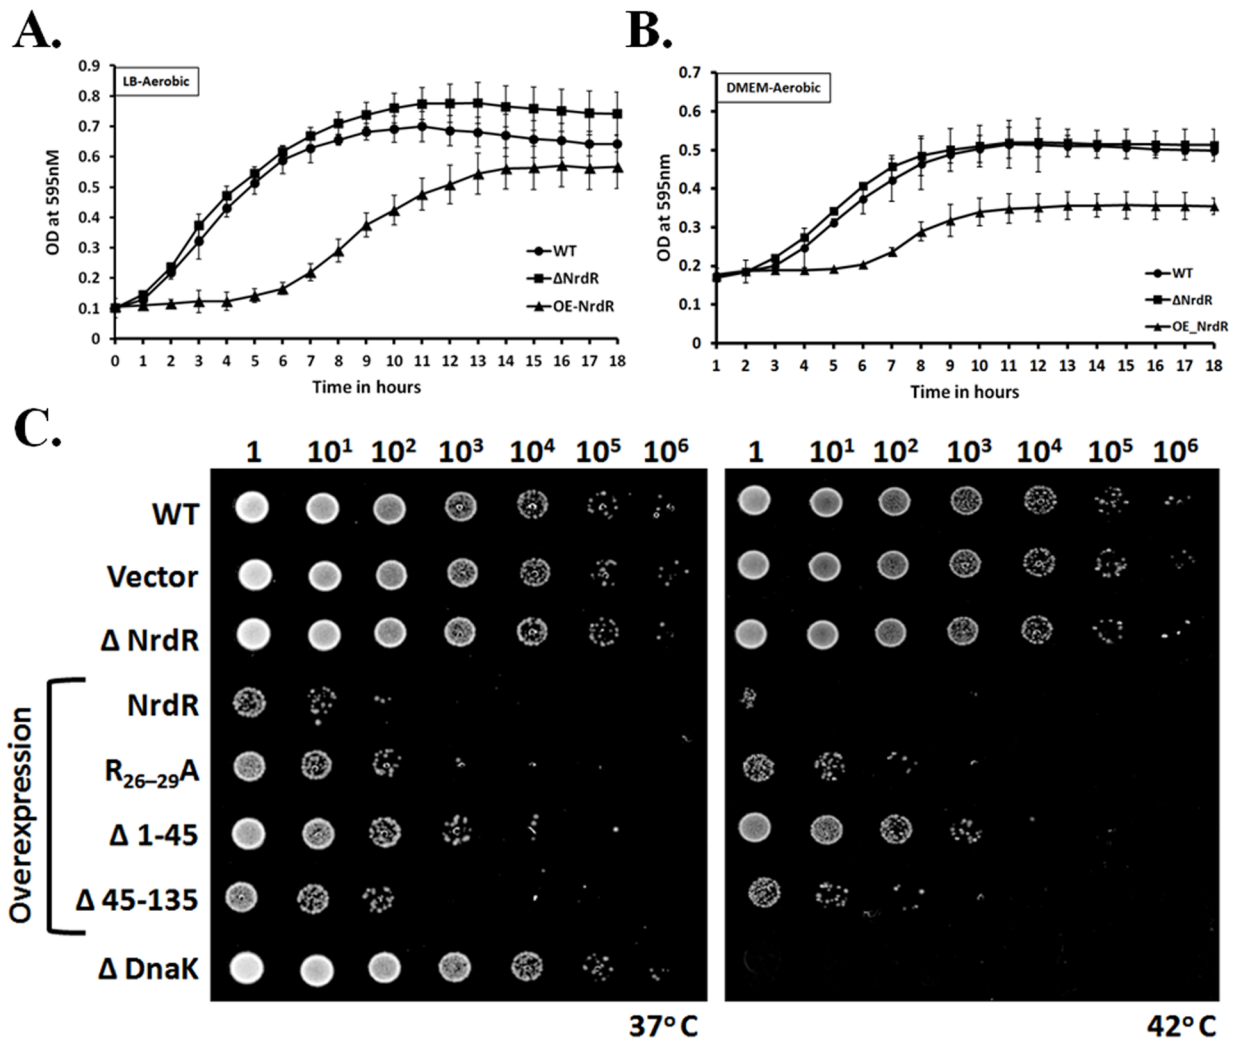 A.
LB-Aerobic
OD at 595nM
0.9
0.8
0.7
0.6
0.5
0.4
0.3
0.2
0.1
0
0 1 2 3 4 5 6 7 8 9 10 11 12 13 14 15 16 17 18
Time in hours
WT
ΔNrdR
OE-NrdR
B.
DMEM-Aerobic
OD at 595nm
0.7
0.6
0.5
0.4
0.3
0.2
0.1
0
1 2 3 4 5 6 7 8 9 10 11 12 13 14 15 16 17 18
Time in hours
WT
ΔNrdR
OE_NrdR
C.
1 10¹ 10² 10³ 10⁴ 10⁵ 10⁶ 1 10¹ 10² 10³ 10⁴ 10⁵ 10⁶
WT
Vector
Δ NrdR
Overexpression
NrdR
R₂₆₋₂₉A
Δ 1-45
Δ 45-135
Δ DnaK
37° C 42° C